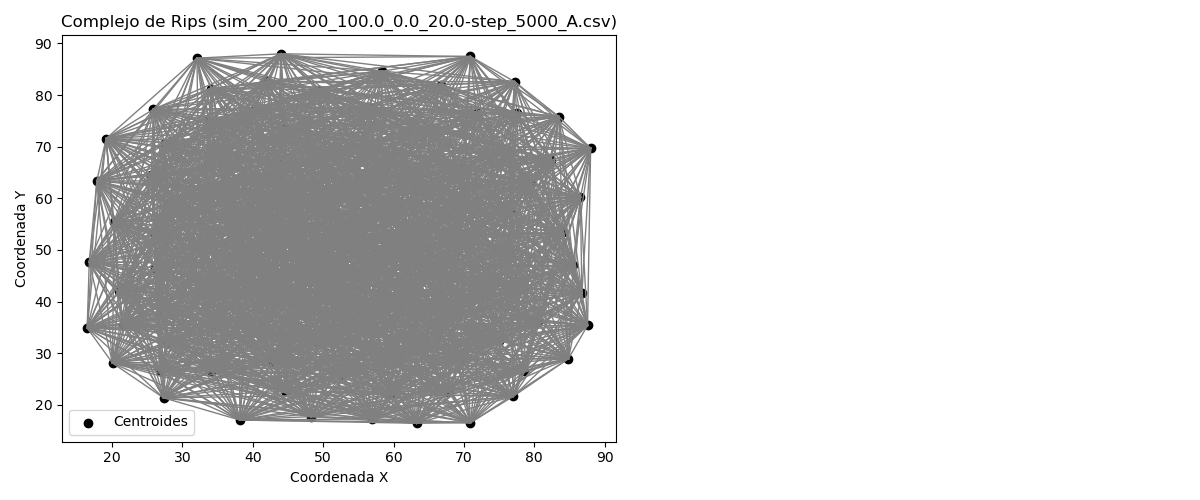 Complejo de Rips (sim_200_200_100.0_0.0_20.0-step_5000_A.csv)
90
80
70
60
50
40
30
20
Coordenada Y
Centroides
20 30 40 50 60 70 80 90
Coordenada X